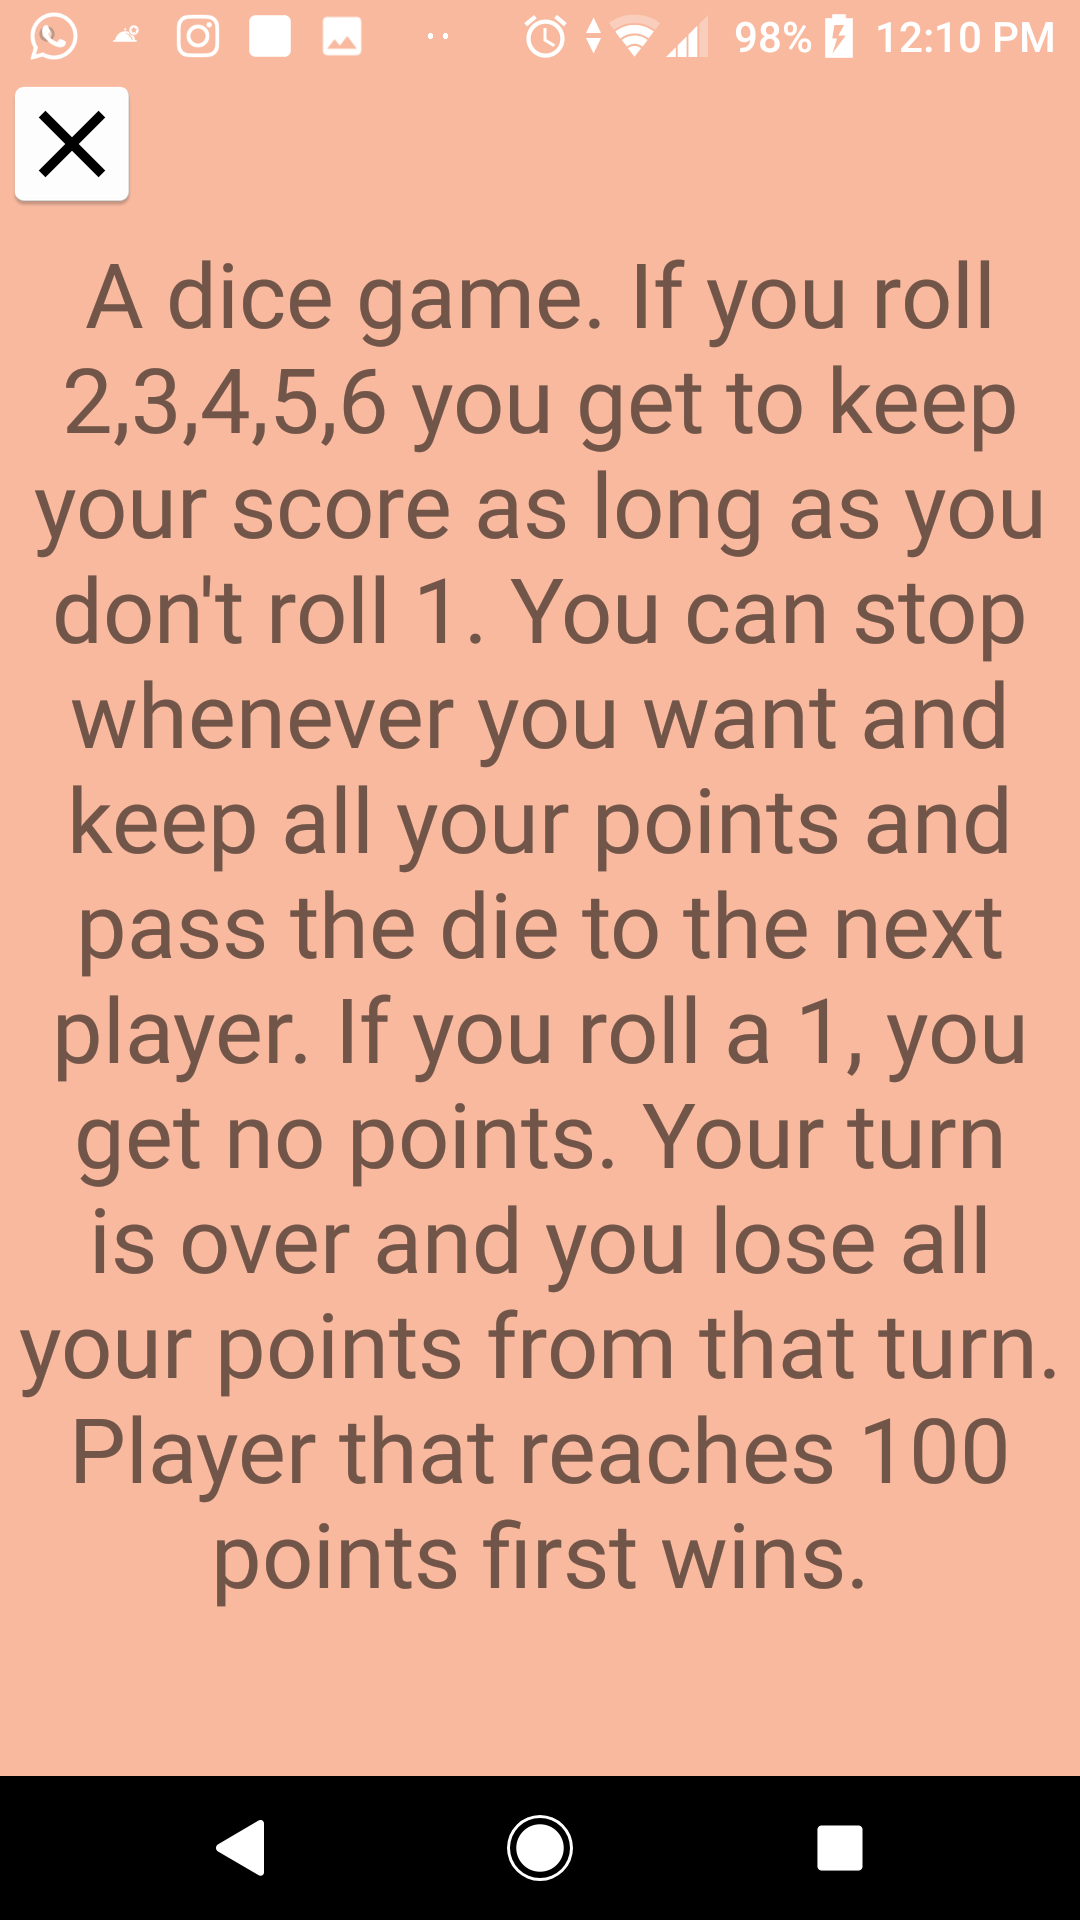 98% 12:10 PM
A dice game. If you roll
2,3,4,5,6 you get to keep
your score as long as you
don't roll 1. You can stop
whenever you want and
keep all your points and
pass the die to the next
player. If you roll a 1, you
get no points. Your turn
is over and you lose all
your points from that turn.
Player that reaches 100
points first wins.